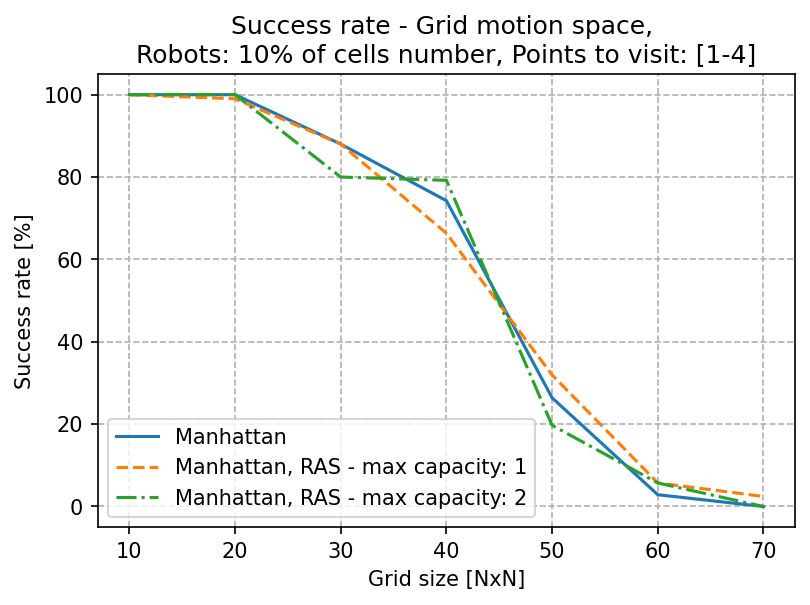 Success rate - Grid motion space,
Robots: 10% of cells number, Points to visit: [1-4]
Success rate [%]
100
80
60
40
20
0
Manhattan
Manhattan, RAS - max capacity: 1
Manhattan, RAS - max capacity: 2
10 20 30 40 50 60 70
Grid size [NxN]